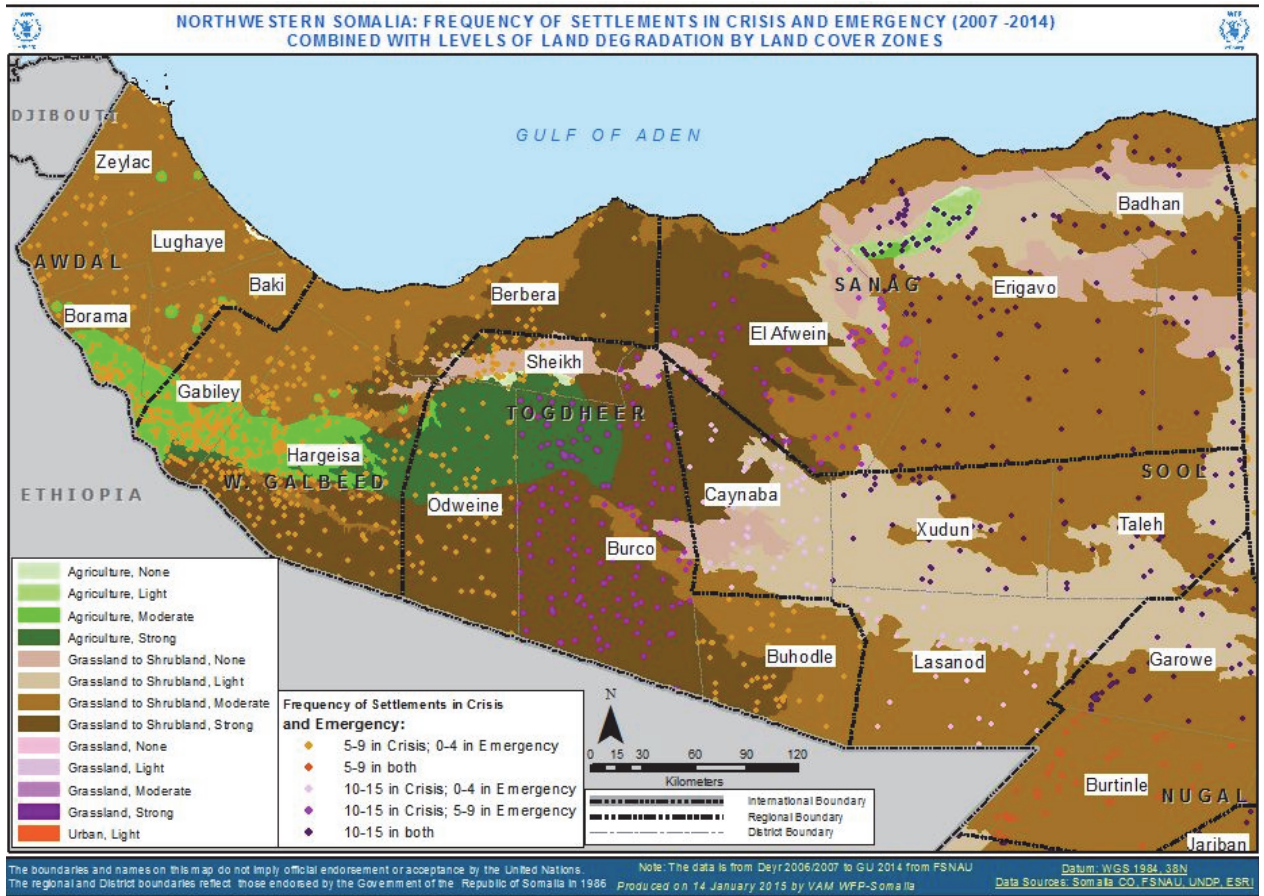 NORTHWESTERN SOMALIA: FREQUENCY OF SETTLEMENTS IN CRISIS AND EMERGENCY (2007 -2014)
COMBINED WITH LEVELS OF LAND DEGRADATION BY LAND COVER ZONES
WFP
WFP
DJIBOUTI
GULF OF ADEN
Zeylac
Badhan
Lughaye
AWDAL
Baki
SANAG
Erigavo
Berbera
Borama
El Afwein
Sheikh
Gabiley
TOGDHEER
Hargeisa
SOOL
W. GALBEED
ETHIOPIA
Odweine
Caynaba
Xudun
Taleh
Burco
Buhodle
Lasanod
Garowe
Burtinle
NUGAL
Jariban
Agriculture, None
Agriculture, Light
Agriculture, Moderate
Agriculture, Strong
Grassland to Shrubland, None
Grassland to Shrubland, Light
Grassland to Shrubland, Moderate
Grassland to Shrubland, Strong
Grassland, None
Grassland, Light
Grassland, Moderate
Grassland, Strong
Urban, Light
Frequency of Settlements in Crisis
and Emergency:
5-9 in Crisis; 0-4 in Emergency
5-9 in both
10-15 in Crisis; 0-4 in Emergency
10-15 in Crisis; 5-9 in Emergency
10-15 in both
N
0 15 30 60 90 120
Kilometers
International Boundary
Regional Boundary
District Boundary
The boundaries and names on this map do not imply official endorsement or acceptance by the United Nations.
The regional and District boundaries reflect those endorsed by the Government of the Republic of Somalia in 1986
Note: The data is from Deyr 2006/2007 to GU 2014 from FSNAU
Produced on 14 January 2015 by VAM WFP-Somalia
Datum: WGS 1984, 38N
Data Sources: Somalia CO, FSNAU, UNDP, ESRI